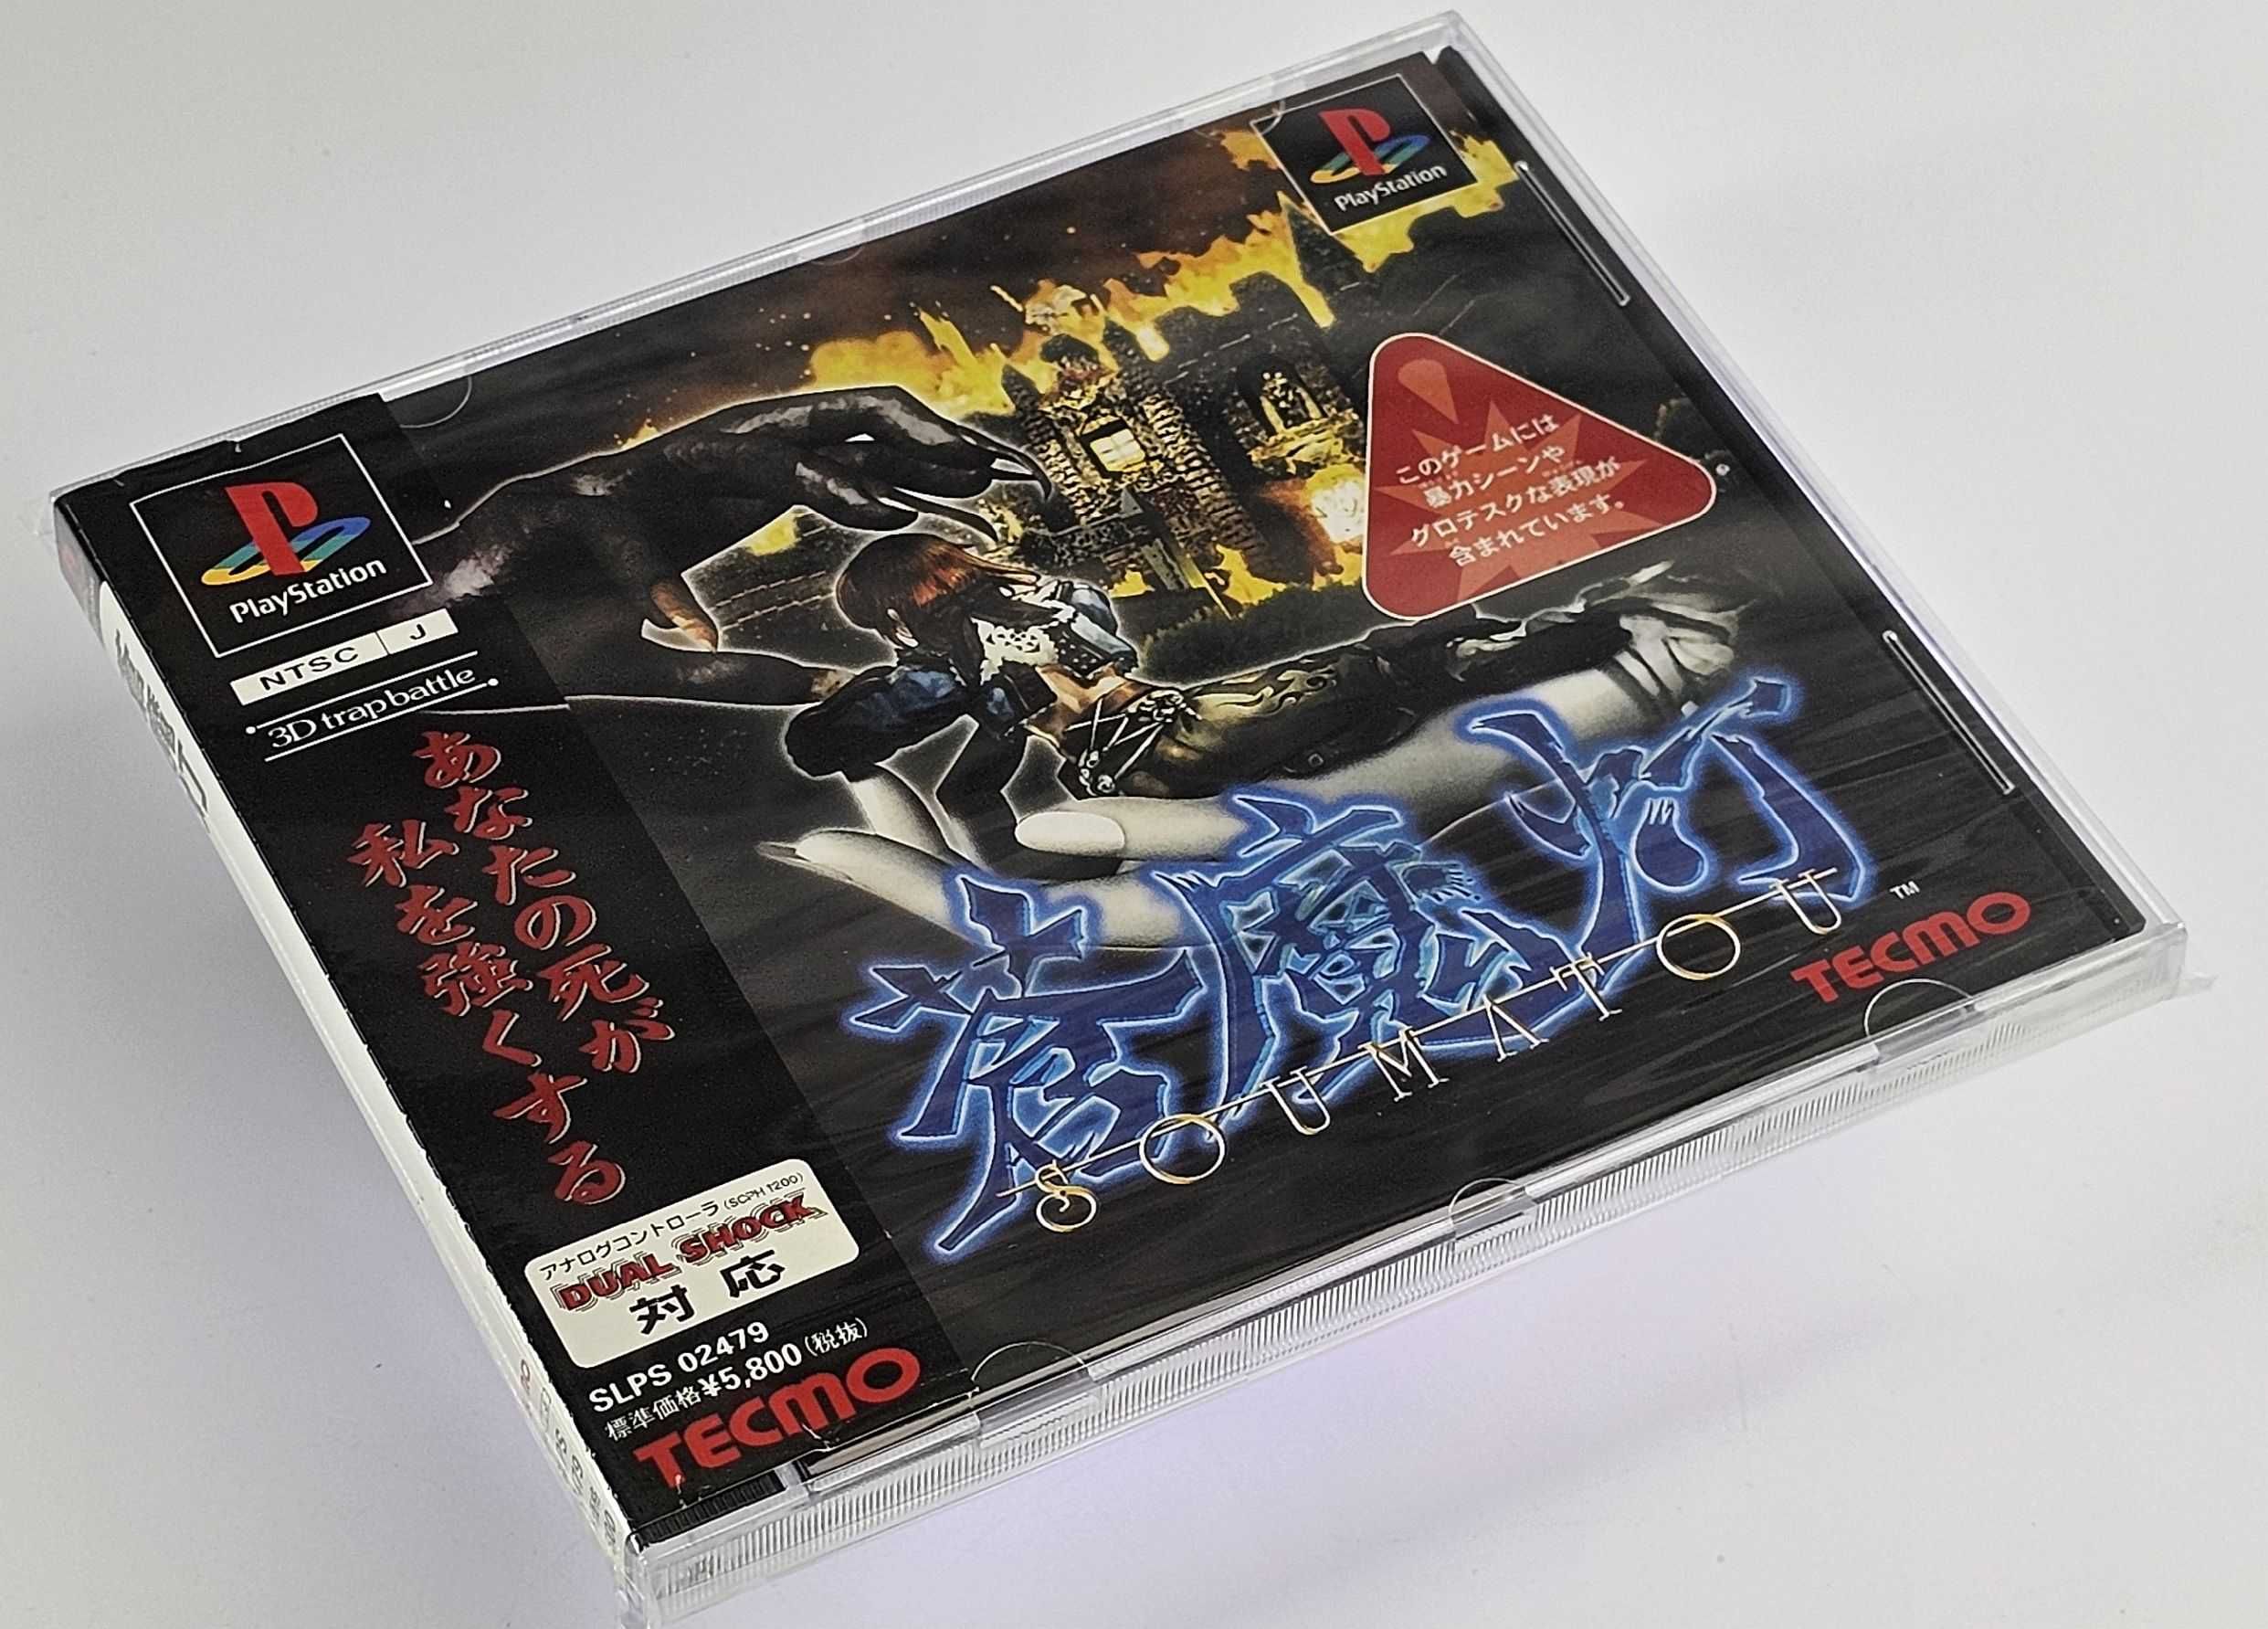 PlayStation
NTSC J
3D trap battle
あなたの死が
私を強くする
アナログコントローラ(SCPH 1200)
DUAL SHOCK
対応
SLPS 02479
標準価格¥5,800(税抜)
TECMO
PlayStation
このゲームには
暴力シーンや
グロテスクな表現が
含まれています。
蒼魔灯
SOUMATOU
TM
TECMO